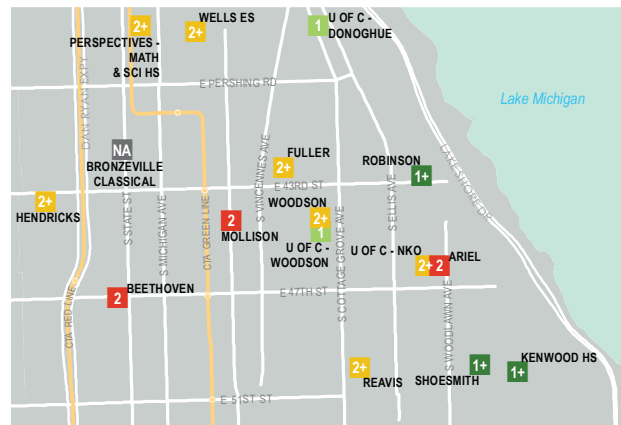 2+
WELLS ES
2+
1
U OF C -
DONOGHUE
PERSPECTIVES -
MATH
& SCI HS
E PERSHING RD
DAN RYAN EXPY
Lake Michigan
LAKE SHORE DR
NA
BRONZEVILLE
CLASSICAL
S STATE ST
S MICHIGAN AVE
CTA GREEN LINE
S VINCENNES AVE
FULLER
2+
ROBINSON
1+
E 43RD ST
2+
HENDRICKS
2
MOLLISON
WOODSON
2+
1
U OF C -
WOODSON
S COTTAGE GROVE AVE
S ELLIS AVE
U OF C - NKO
2+
2
ARIEL
BEETHOVEN
2
E 47TH ST
CTA RED LINE
S WOODLAWN AVE
2+
REAVIS
1+
SHOESMITH
1+
KENWOOD HS
E 51ST ST